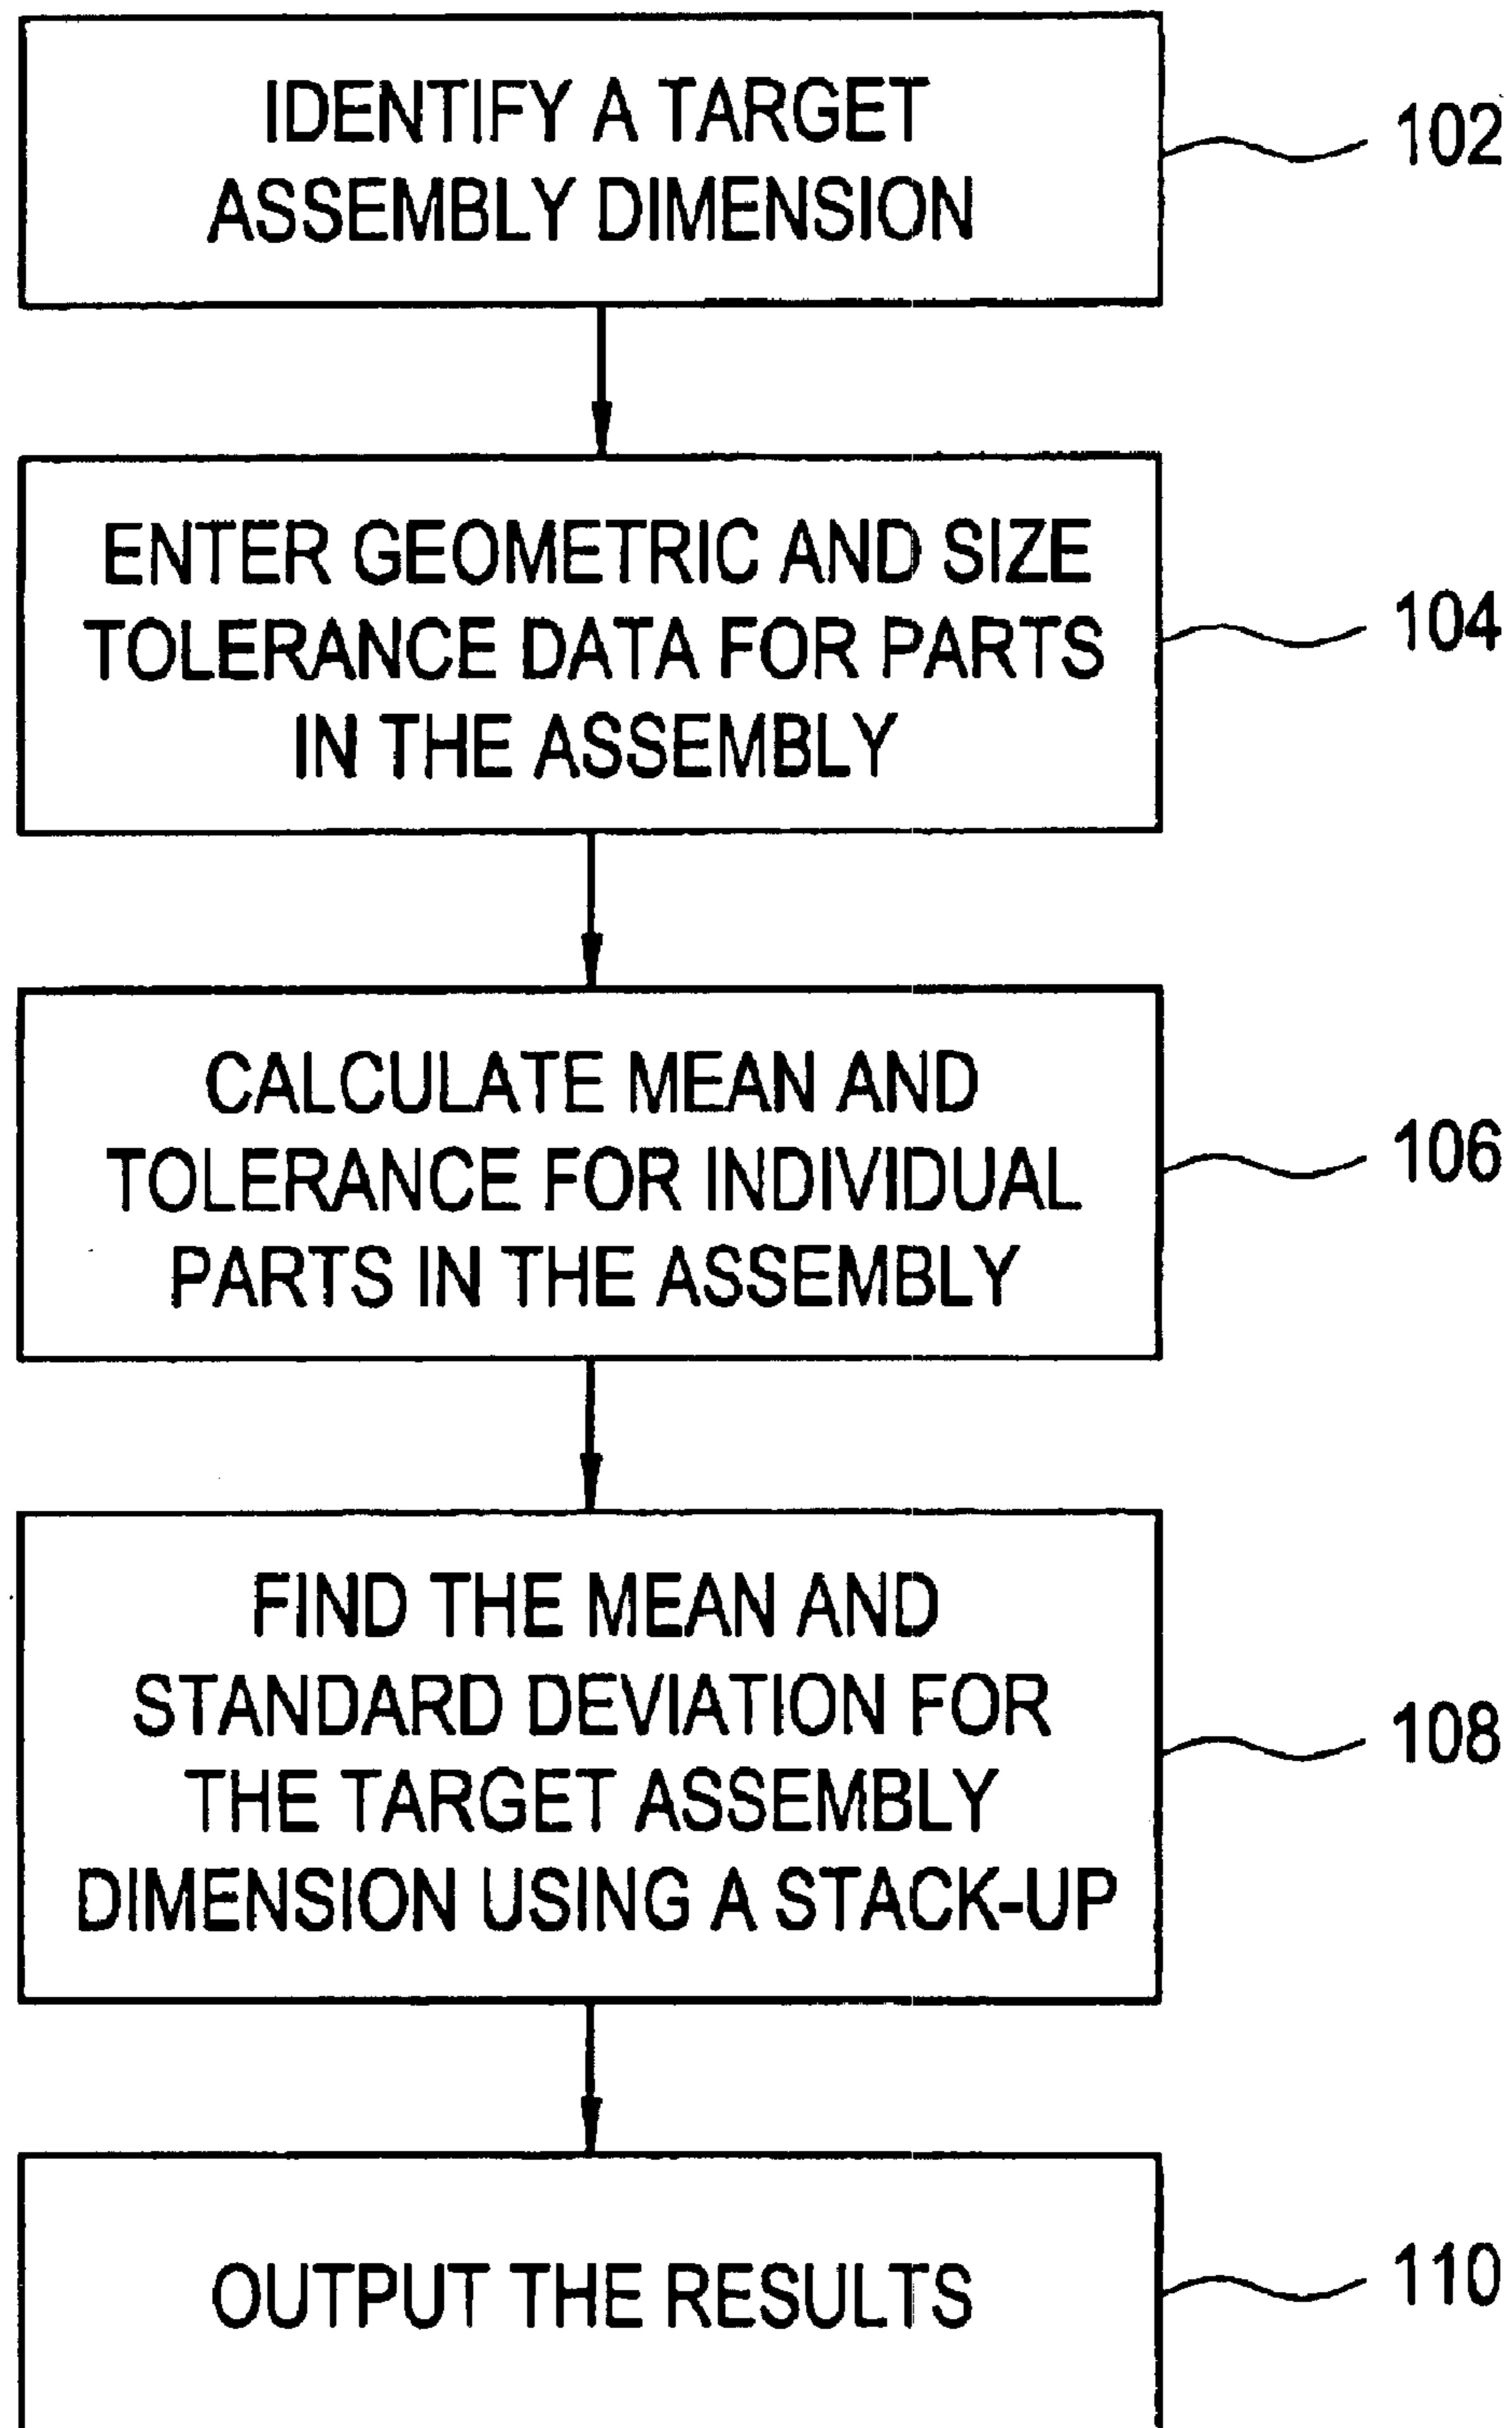 IDENTIFY A TARGET
ASSEMBLY DIMENSION
102
ENTER GEOMETRIC AND SIZE
TOLERANCE DATA FOR PARTS
IN THE ASSEMBLY
104
CALCULATE MEAN AND
TOLERANCE FOR INDIVIDUAL
PARTS IN THE ASSEMBLY
106
FIND THE MEAN AND
STANDARD DEVIATION FOR
THE TARGET ASSEMBLY
DIMENSION USING A STACK-UP
108
OUTPUT THE RESULTS
110